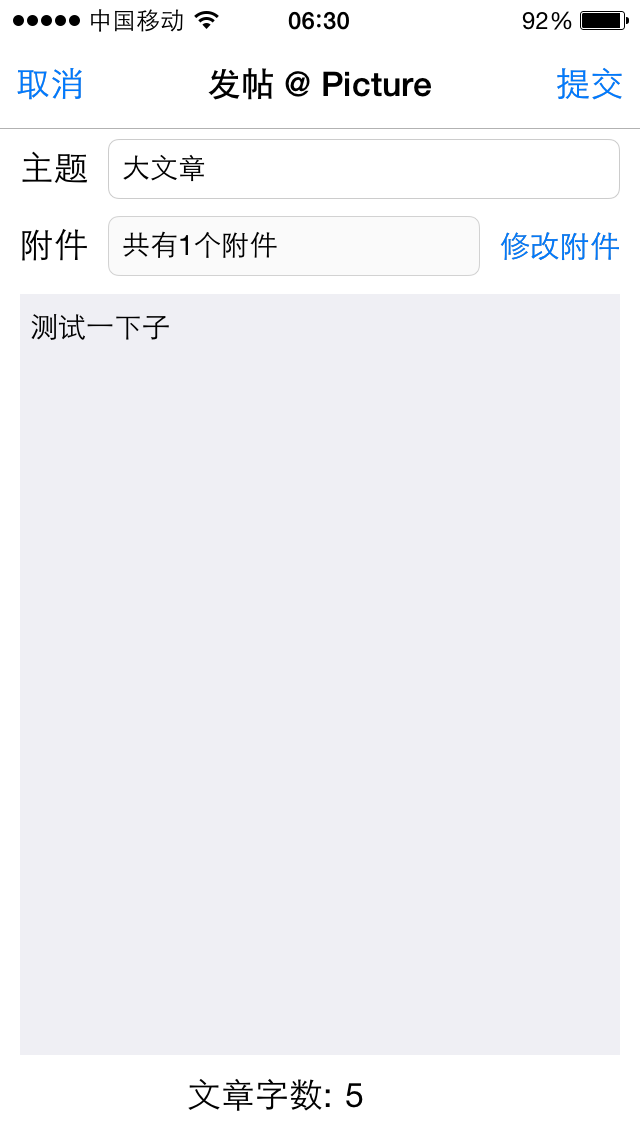 中国移动 06:30 92%
取消 发帖 @ Picture 提交
主题 大文章
附件 共有1个附件 修改附件
测试一下子
文章字数: 5